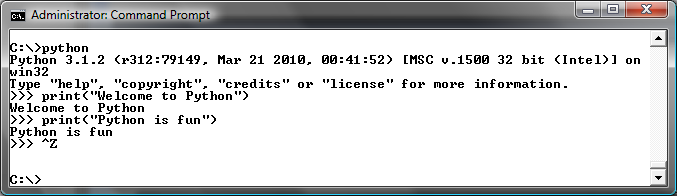 Administrator: Command Prompt
C:\>python
Python 3.1.2 (r312:79149, Mar 21 2010, 00:41:52) [MSC v.1500 32 bit (Intel)] on
win32
Type "help", "copyright", "credits" or "license" for more information.
>>> print("Welcome to Python")
Welcome to Python
>>> print("Python is fun")
Python is fun
>>> ^Z
C:\>